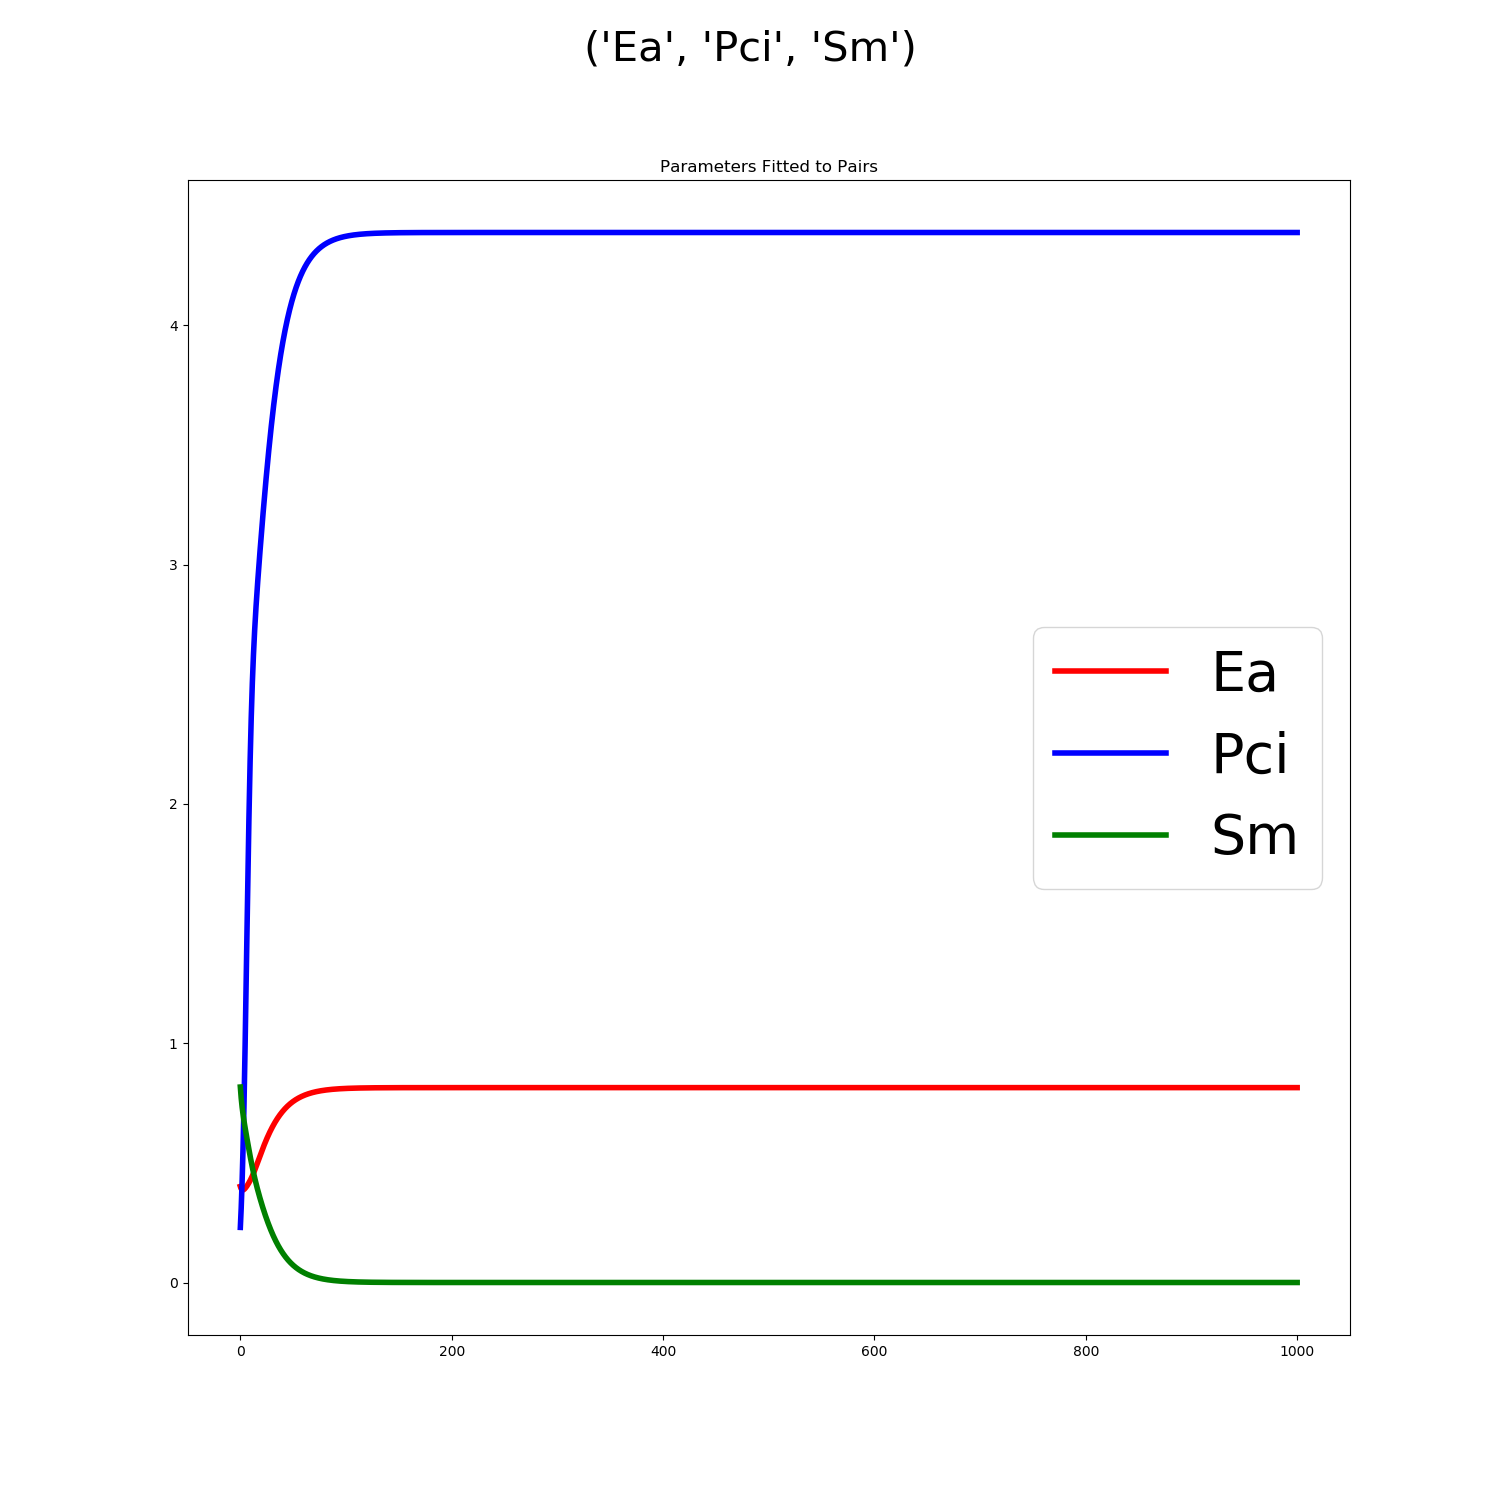 ('Ea', 'Pci', 'Sm')
Parameters Fitted to Pairs
4
3
2
1
0
Ea
Pci
Sm
0 200 400 600 800 1000